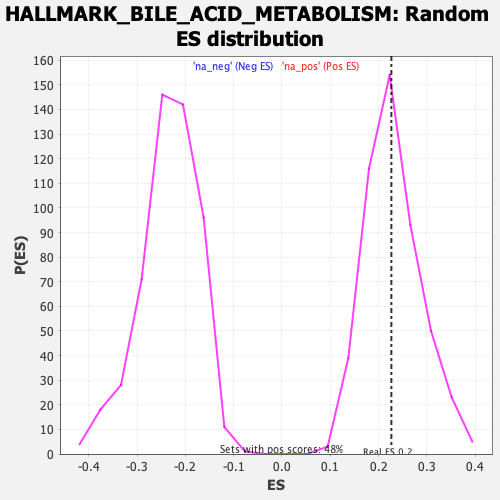 HALLMARK_BILE_ACID_METABOLISM: Random
ES distribution
'na_neg' (Neg ES) 'na_pos' (Pos ES)
160
150
140
130
120
110
100
90
80
70
60
50
40
30
20
10
0
P(ES)
Sets with pos scores: 48%
Real ES 0.2
-0.4 -0.3 -0.2 -0.1 0.0 0.1 0.2 0.3 0.4
ES